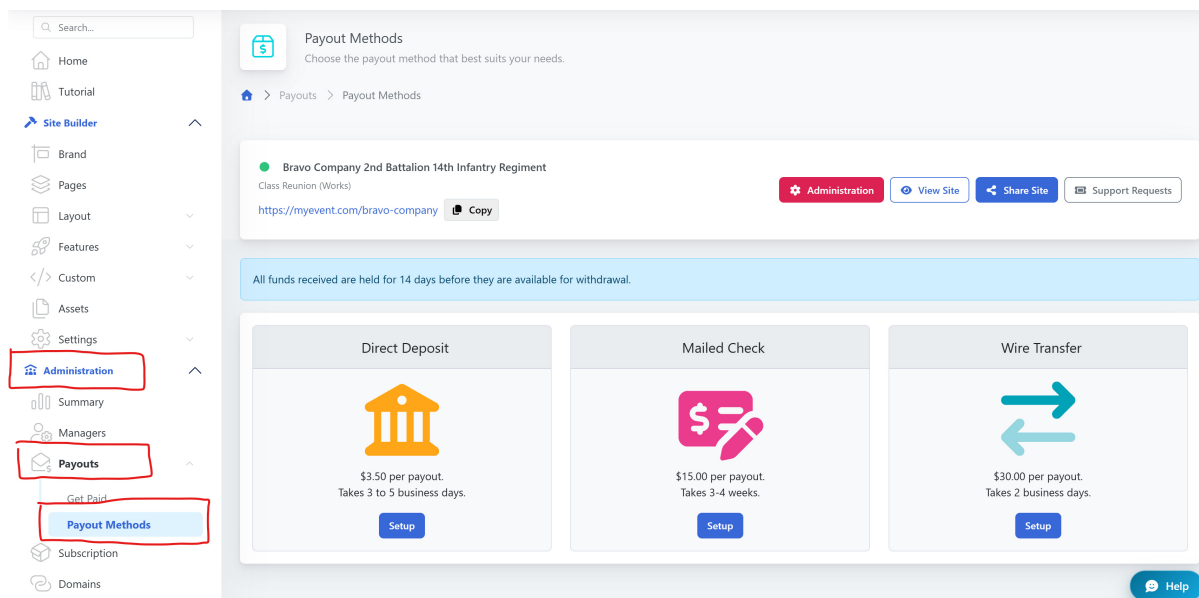 Search...
Home
Tutorial
Site Builder
Brand
Pages
Layout
Features
Custom
Assets
Settings
Administration
Summary
Managers
Payouts
Get Paid
Payout Methods
Subscription
Domains
Payout Methods
Choose the payout method that best suits your needs.
> Payouts > Payout Methods
Bravo Company 2nd Battalion 14th Infantry Regiment
Class Reunion (Works)
https://myevent.com/bravo-company Copy
Administration View Site Share Site Support Requests
All funds received are held for 14 days before they are available for withdrawal.
Direct Deposit
$3.50 per payout.
Takes 3 to 5 business days.
Setup
Mailed Check
$15.00 per payout.
Takes 3-4 weeks.
Setup
Wire Transfer
$30.00 per payout.
Takes 2 business days.
Setup
Help